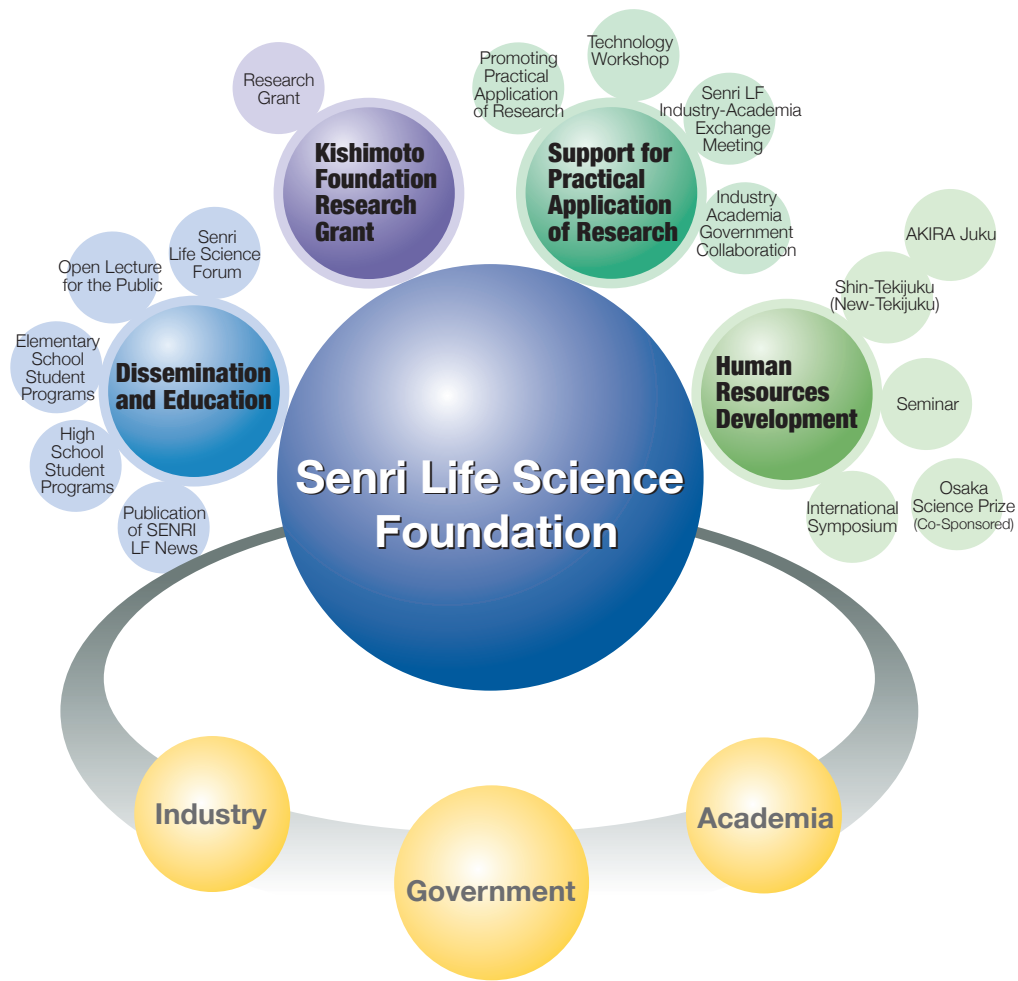 Research
Grant
Kishimoto
Foundation
Research
Grant
Promoting
Practical
Application
of Research
Technology
Workshop
Senri LF
Industry-Academia
Exchange
Meeting
Industry
Academia
Government
Collaboration
Support for
Practical
Application
of Research
Senri
Life Science
Forum
Open Lecture
for the Public
Elementary
School
Student
Programs
High
School
Student
Programs
Publication
of SENRI
LF News
Dissemination
and Education
AKIRA Juku
Shin-Tekijuku
(New-Tekijuku)
Seminar
Osaka
Science Prize
(Co-Sponsored)
International
Symposium
Human
Resources
Development
Senri Life Science
Foundation
Industry
Government
Academia